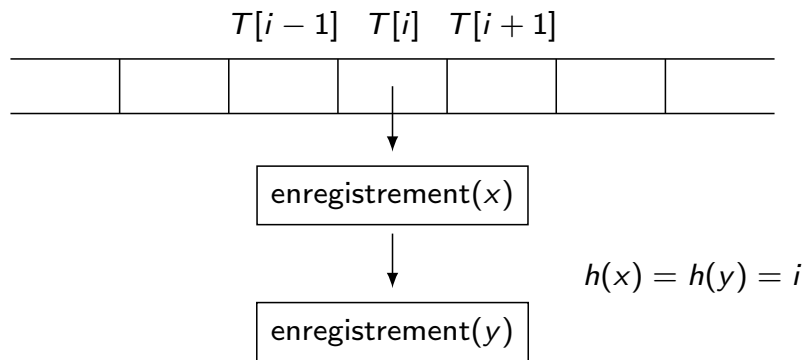 T[i − 1] T[i] T[i + 1]
enregistrement(x)
h(x) = h(y) = i
enregistrement(y)